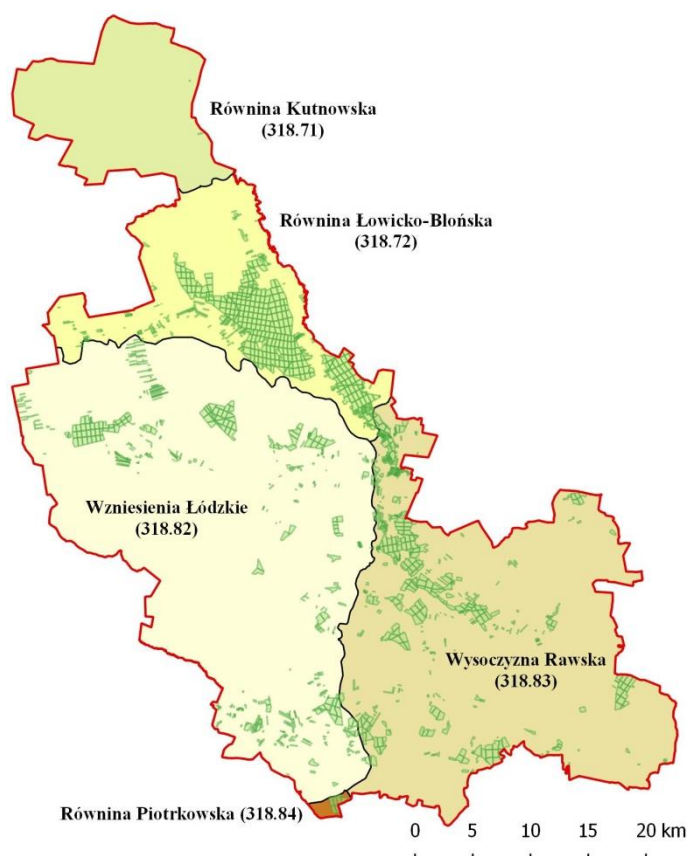 Równina Kutnowska
(318.71)
Równina Łowicko-Błońska
(318.72)
Wzniesienia Łódzkie
(318.82)
Wysoczyzna Rawska
(318.83)
Równina Piotrkowska (318.84)
0 5 10 15 20 km